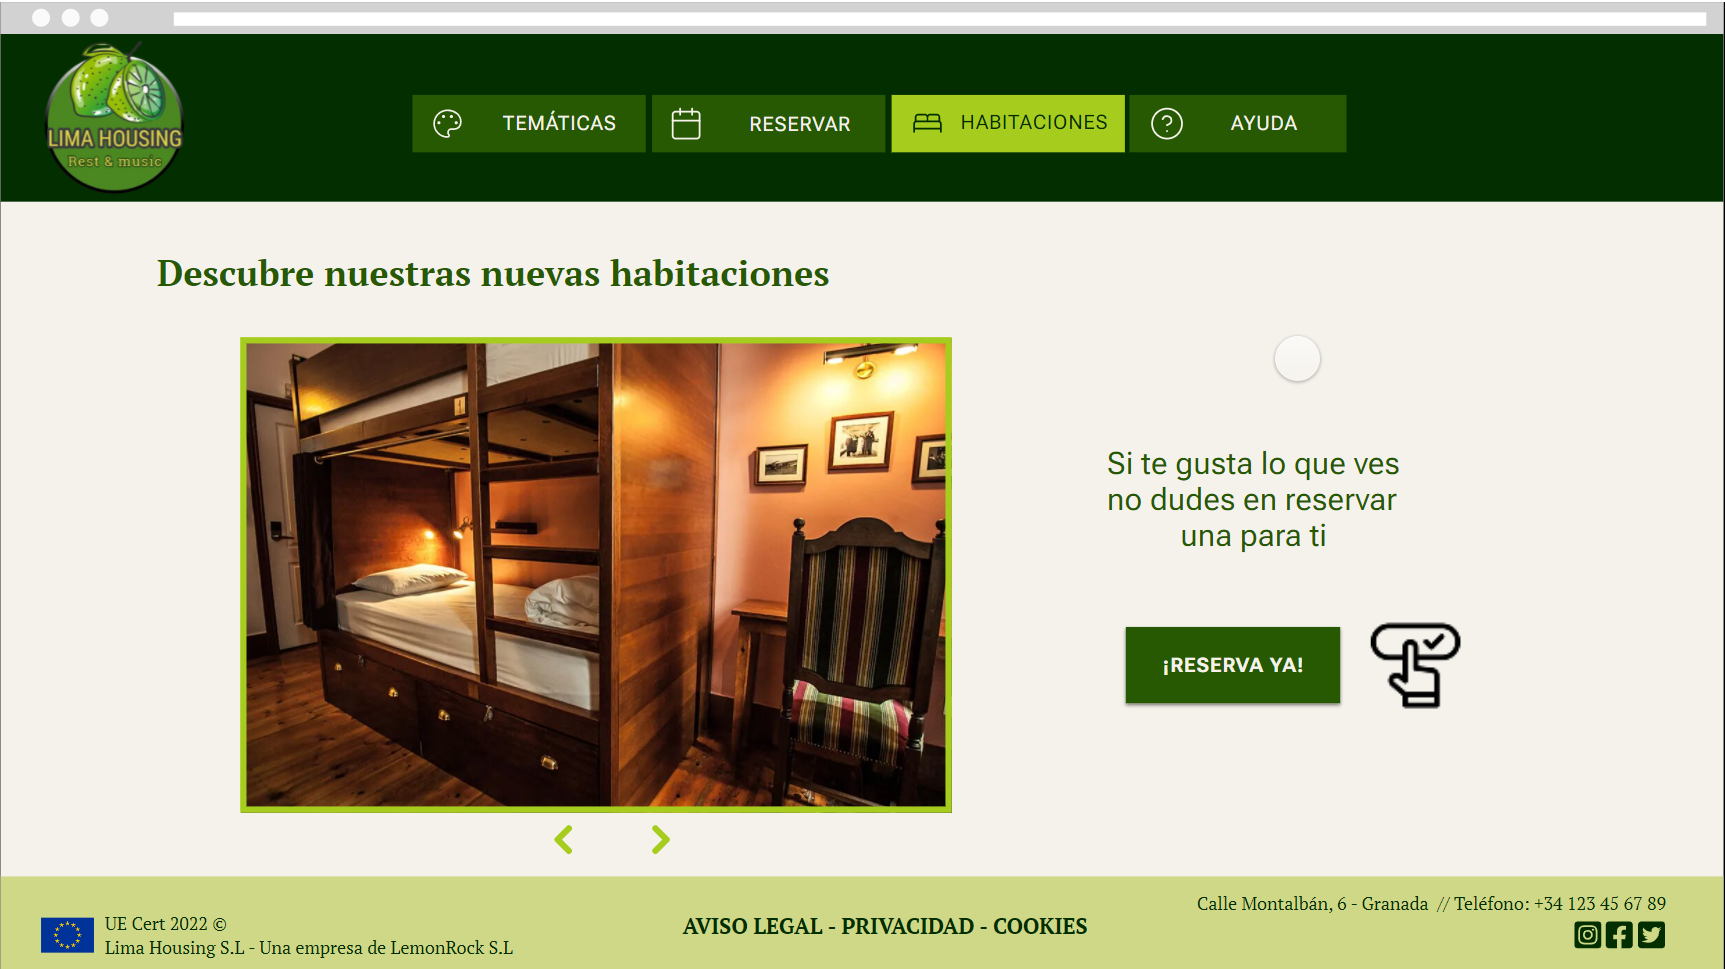 LIMA HOUSING
Rest & music
TEMÁTICAS
RESERVAR
HABITACIONES
AYUDA
Descubre nuestras nuevas habitaciones
Si te gusta lo que ves
no dudes en reservar
una para ti
¡RESERVA YA!
UE Cert 2022 ©
Lima Housing S.L - Una empresa de LemonRock S.L
AVISO LEGAL - PRIVACIDAD - COOKIES
Calle Montalbán, 6 - Granada // Teléfono: +34 123 45 67 89